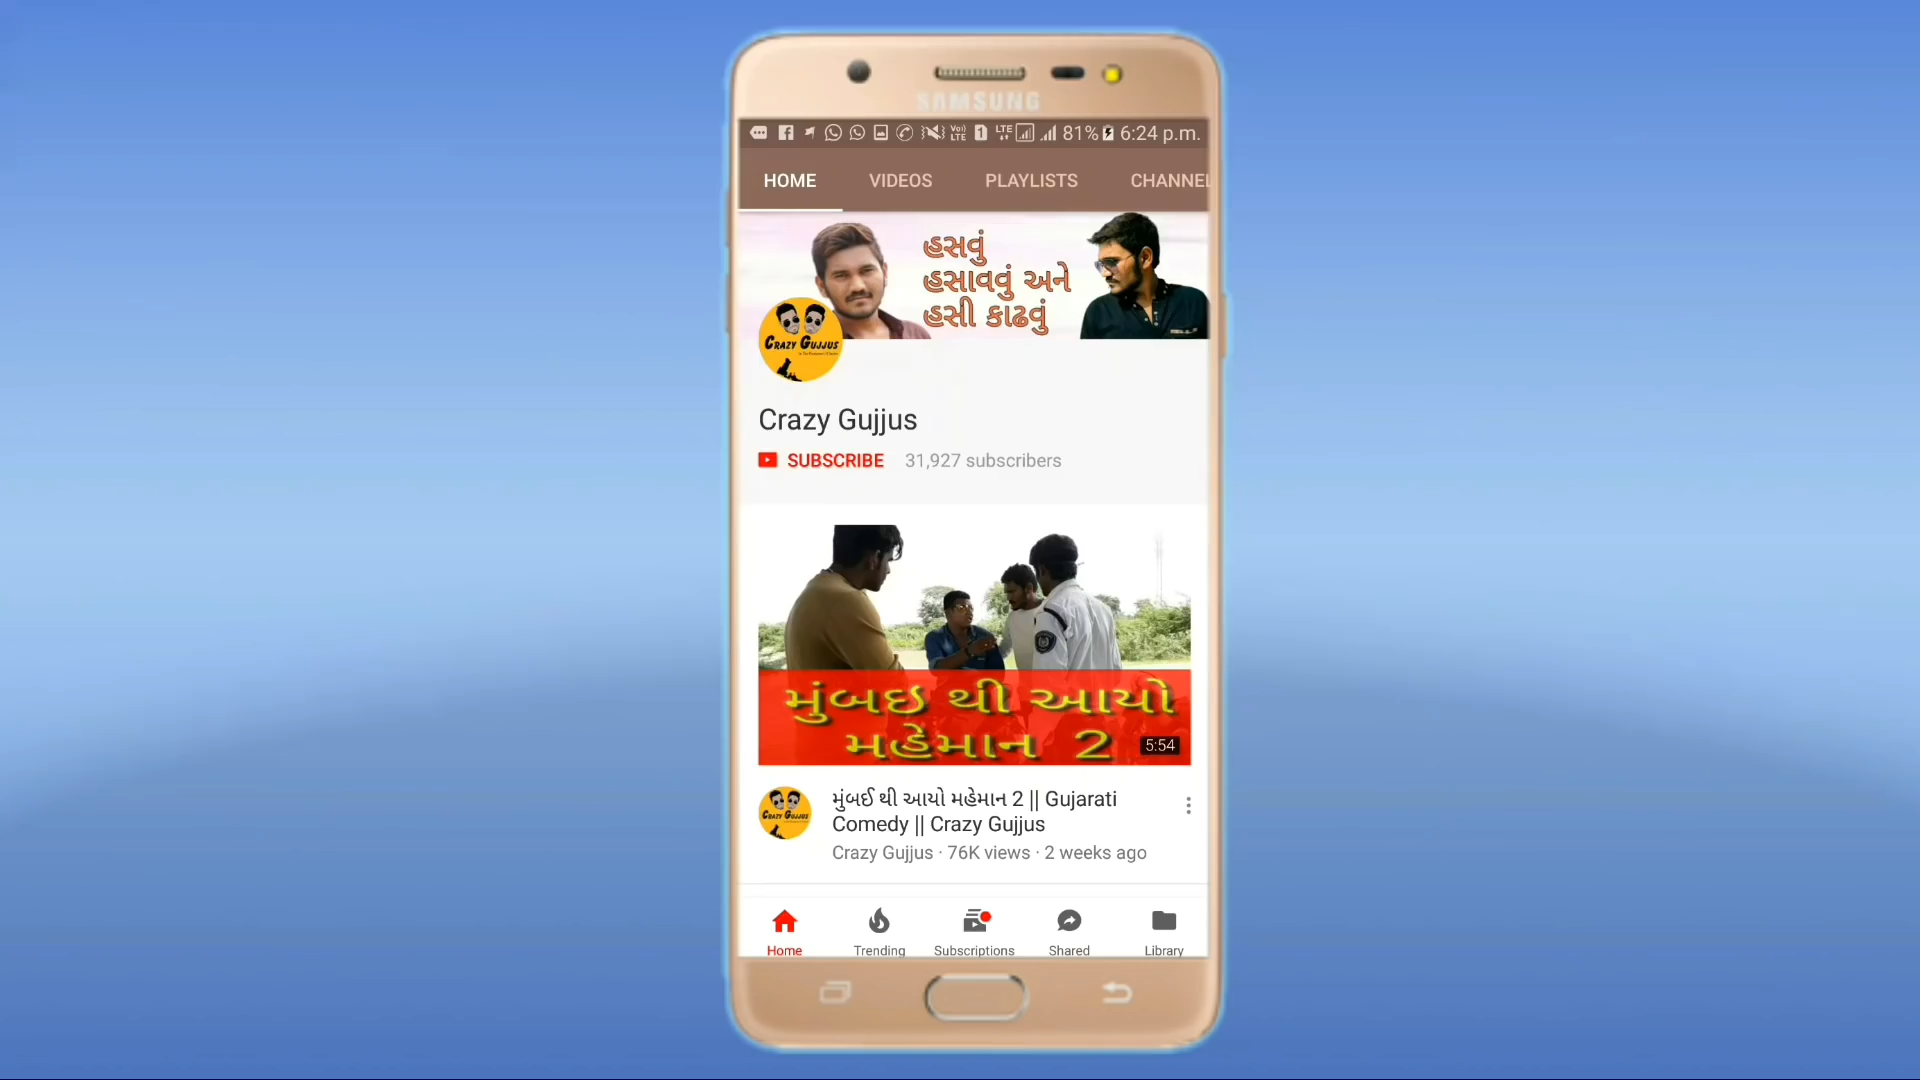 SAMSUNG
81% 6:24 p.m.
HOME VIDEOS PLAYLISTS CHANNEL
હસવું
હસાવવું અને
હસી કાઢવું
CRAZY GUJJUS
Crazy Gujjus
SUBSCRIBE 31,927 subscribers
મુંબઇ થી આયો
મહેમાન 2
5:54
CRAZY GUJJUS
મુંબઈ થી આયો મહેમાન 2 || Gujarati
Comedy || Crazy Gujjus
Crazy Gujjus · 76K views · 2 weeks ago
Home Trending Subscriptions Shared Library